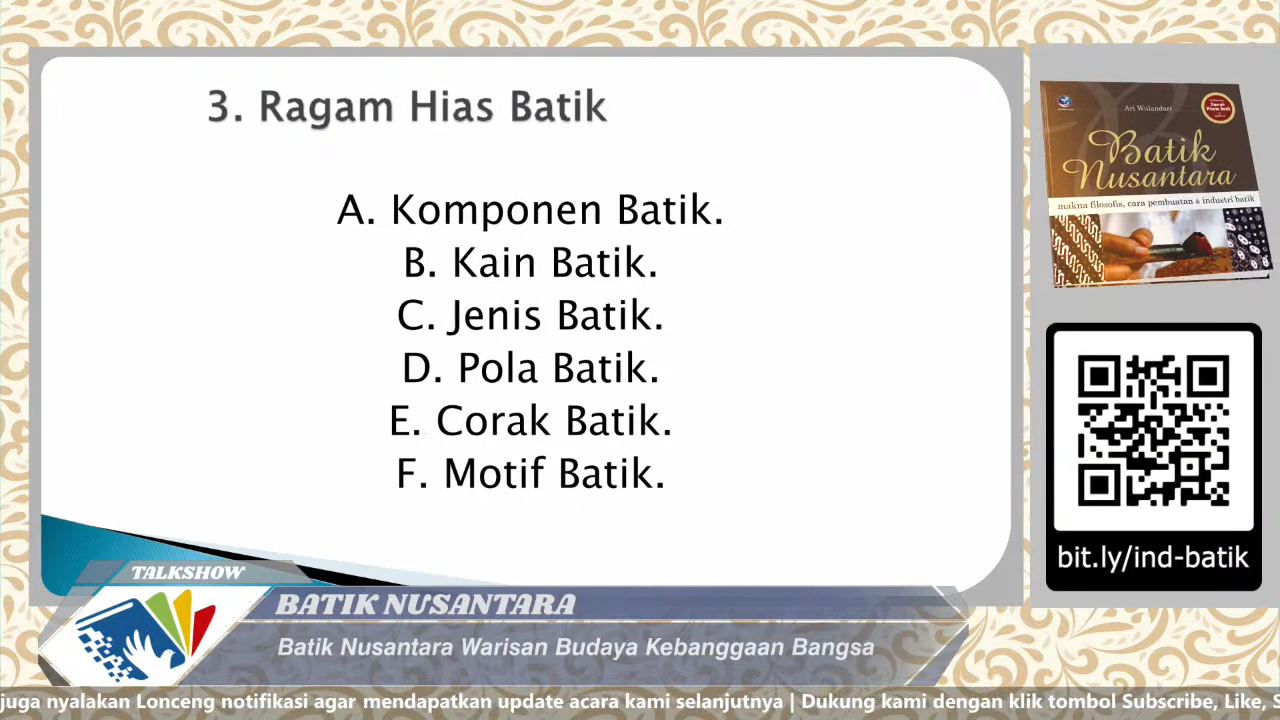 3. Ragam Hias Batik
A. Komponen Batik.
B. Kain Batik.
C. Jenis Batik.
D. Pola Batik.
E. Corak Batik.
F. Motif Batik.
Ari Wulandari
Batik
Nusantara
makna filosofis, cara pembuatan & industri batik
bit.ly/ind-batik
TALKSHOW
BATIK NUSANTARA
Batik Nusantara Warisan Budaya Kebanggaan Bangsa
juga nyalakan Lonceng notifikasi agar mendapatkan update acara kami selanjutnya | Dukung kami dengan klik tombol Subscribe, Like, S